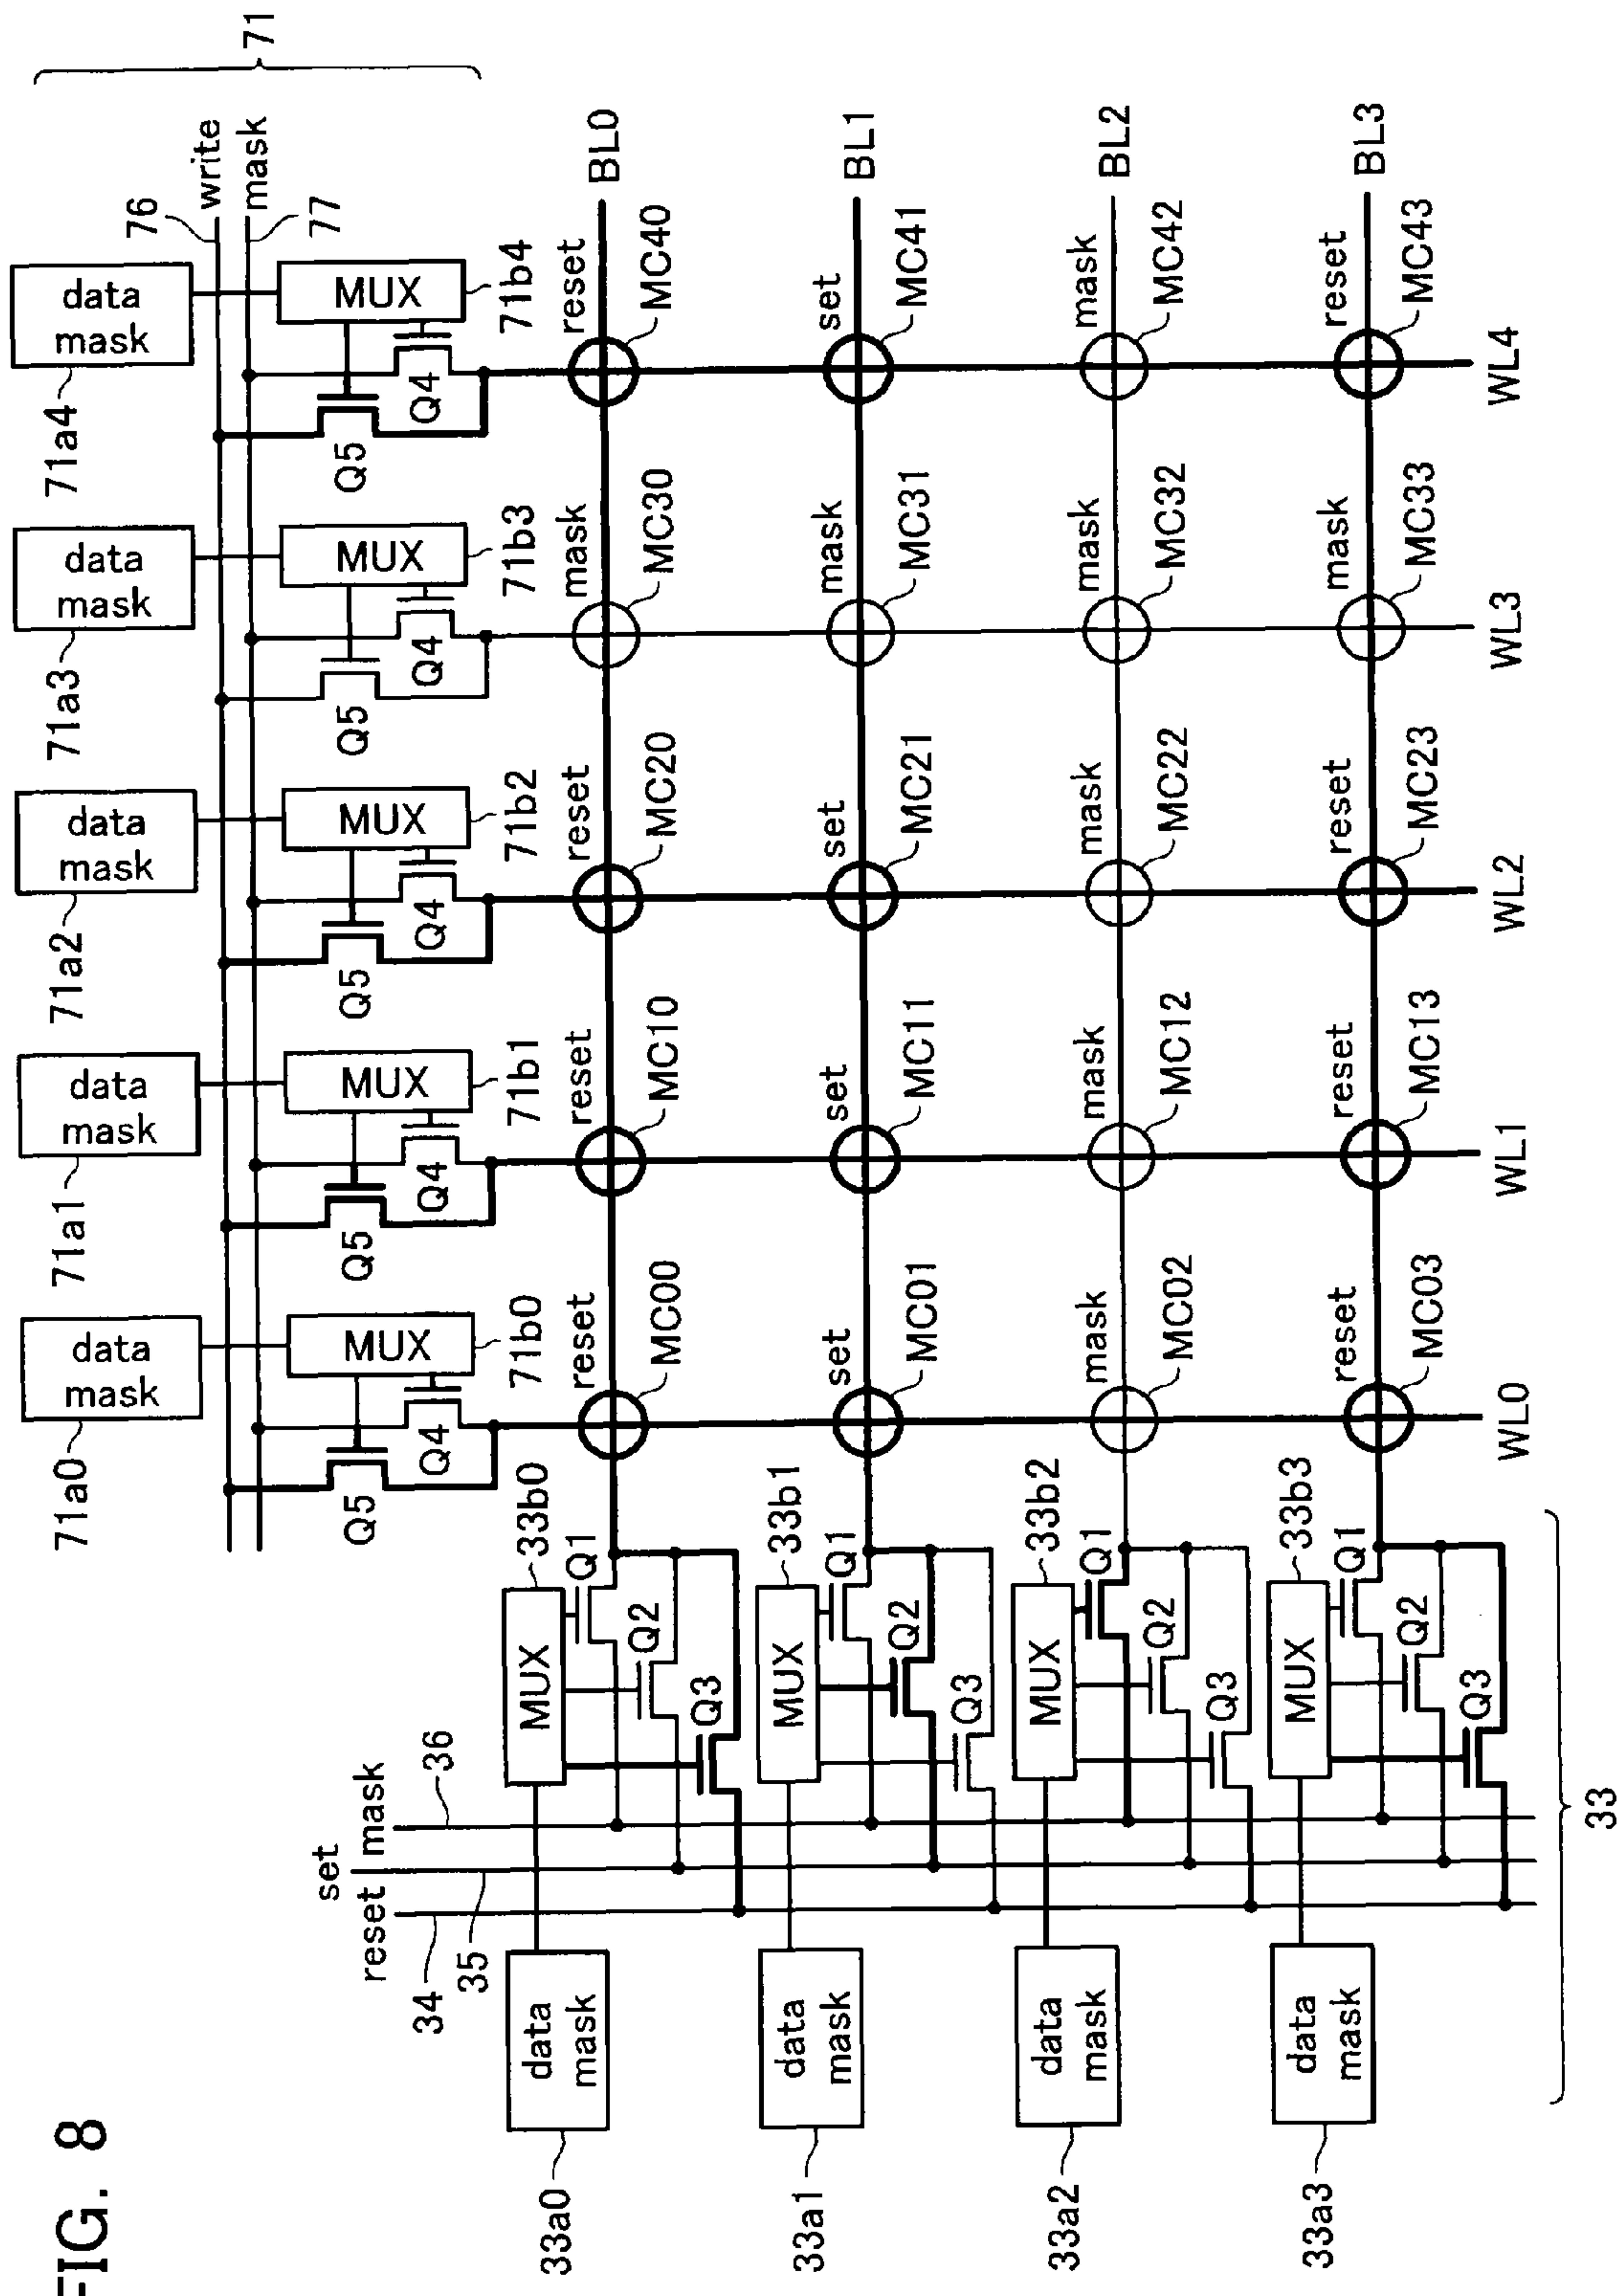 FIG. 8
71
71a0
71a1
71a2
71a3
71a4
data
mask
data
mask
data
mask
data
mask
data
mask
76
write
mask
77
MUX
MUX
MUX
MUX
MUX
71b0
71b1
71b2
71b3
71b4
Q5
Q4
Q5
Q4
Q5
Q4
Q5
Q4
Q5
Q4
reset
set
mask
34
35
36
33a0
data
mask
MUX
33b0
Q1
Q2
Q3
reset
MC00
reset
MC10
reset
MC20
mask
MC30
reset
MC40
BL0
33a1
data
mask
MUX
33b1
Q1
Q2
Q3
set
MC01
set
MC11
set
MC21
mask
MC31
set
MC41
BL1
33a2
data
mask
MUX
33b2
Q1
Q2
Q3
mask
MC02
mask
MC12
mask
MC22
mask
MC32
mask
MC42
BL2
33a3
data
mask
MUX
33b3
Q1
Q2
Q3
reset
MC03
reset
MC13
reset
MC23
mask
MC33
reset
MC43
BL3
WL0
WL1
WL2
WL3
WL4
33